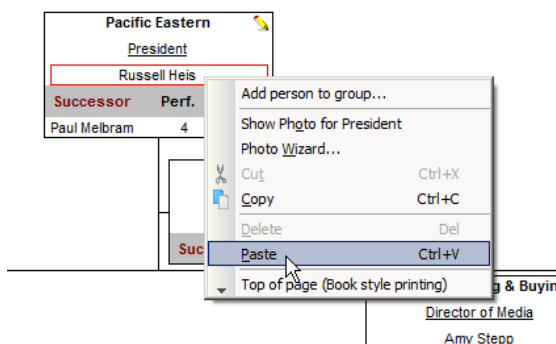 Pacific Eastern
President
Russell Heis
Successor Perf.
Paul Melbram 4
Add person to group...
Show Photo for President
Photo Wizard...
Cut Ctrl+X
Copy Ctrl+C
Delete Del
Paste Ctrl+V
Top of page (Book style printing)
Suc
g & Buyin
Director of Media
Amy Stepp